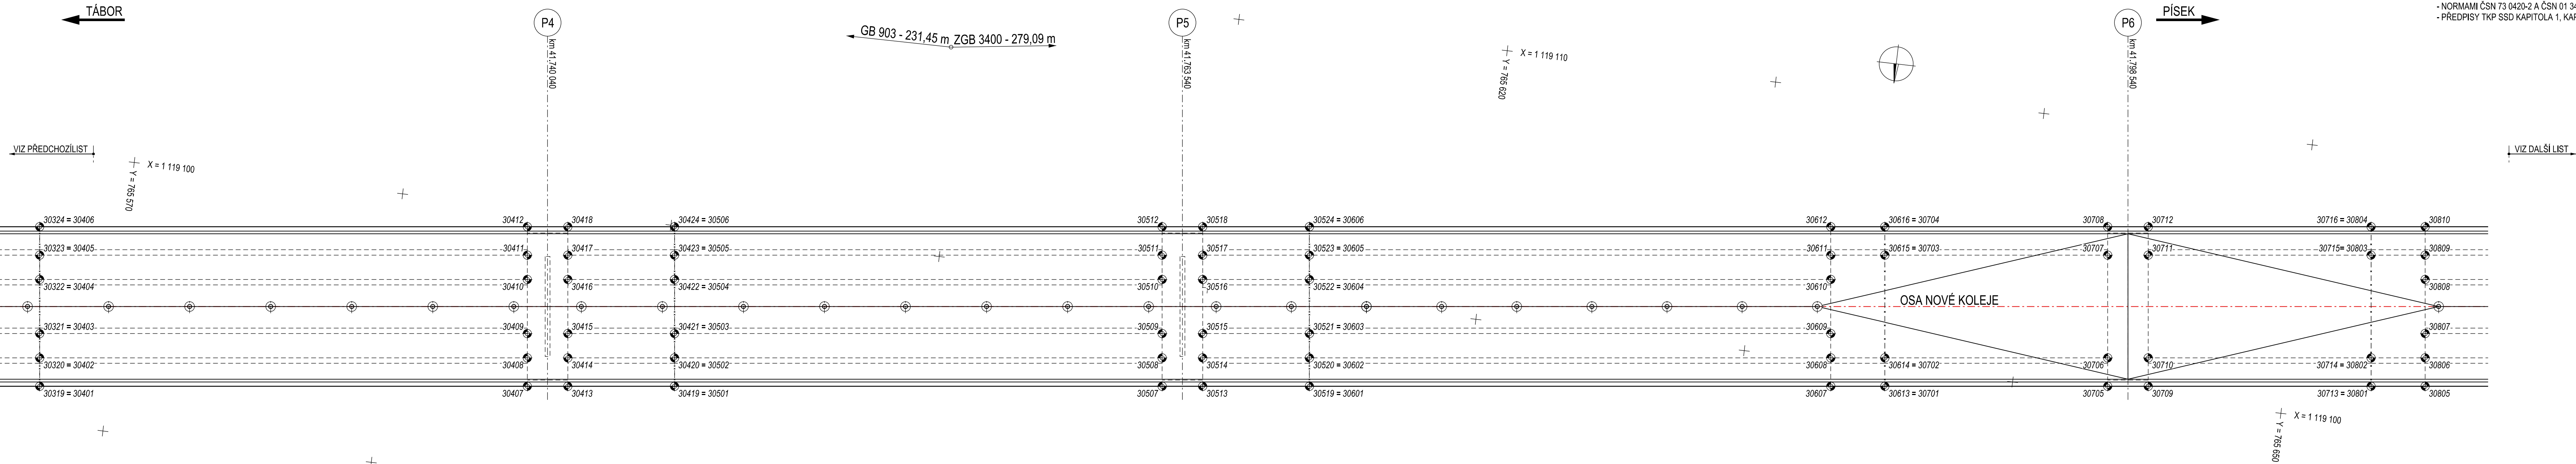 TÁBOR
P4
km 41.740 040
GB 903 - 231,45 m
ZGB 3400 - 279,09 m
P5
km 41.763 540
X = 1 119 110
Y = 765 620
P6
km 41.798 540
PÍSEK
- NORMAMI ČSN 73 0420-2 A ČSN 01 34
- PŘEDPISY TKP SSD KAPITOLA 1, KAP
VIZ PŘEDCHOZÍLIST
X = 1 119 100
Y = 765 570
VIZ DALŠÍ LIST
30324 = 30406
30412
30418
30424 = 30506
30512
30518
30524 = 30606
30612
30616 = 30704
30708
30712
30716 = 30804
30810
30323 = 30405
30411
30417
30423 = 30505
30511
30517
30523 = 30605
30611
30615 = 30703
30707
30711
30715= 30803
30809
30322 = 30404
30410
30416
30422 = 30504
30510
30516
30522 = 30604
30610
30808
OSA NOVÉ KOLEJE
30321 = 30403
30409
30415
30421 = 30503
30509
30515
30521 = 30603
30609
30807
30320 = 30402
30408
30414
30420 = 30502
30508
30514
30520 = 30602
30608
30614 = 30702
30706
30710
30714 = 30802
30806
30319 = 30401
30407
30413
30419 = 30501
30507
30513
30519 = 30601
30607
30613 = 30701
30705
30709
30713 = 30801
30805
X = 1 119 100
Y = 765 650